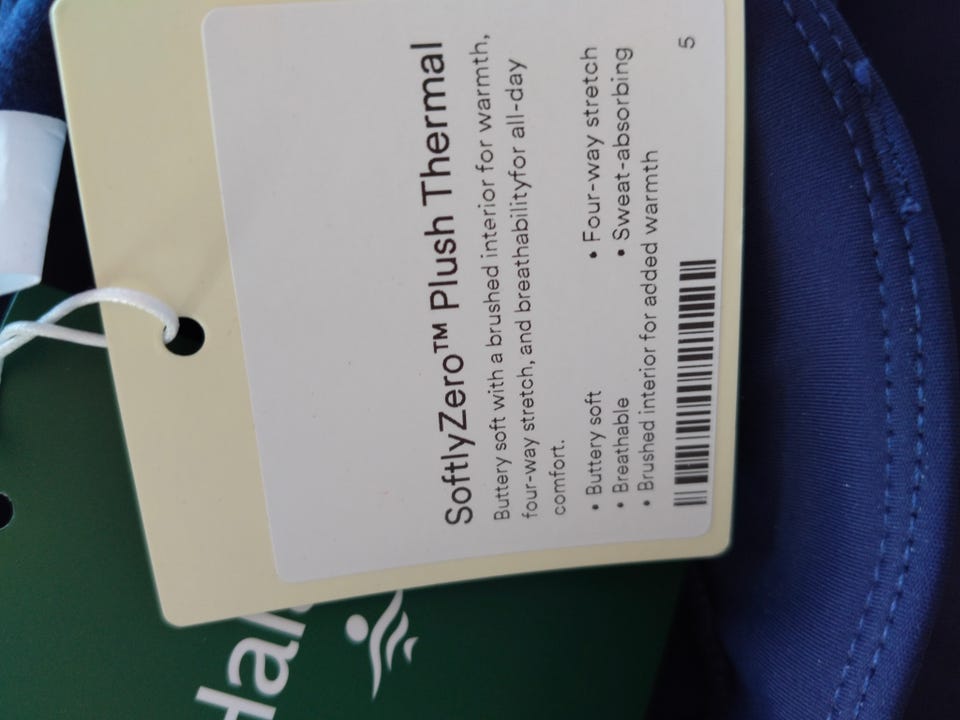 SoftlyZero™ Plush Thermal
Buttery soft with a brushed interior for warmth,
four-way stretch, and breathabilityfor all-day
comfort.
• Buttery soft • Four-way stretch
• Breathable • Sweat-absorbing
• Brushed interior for added warmth
5